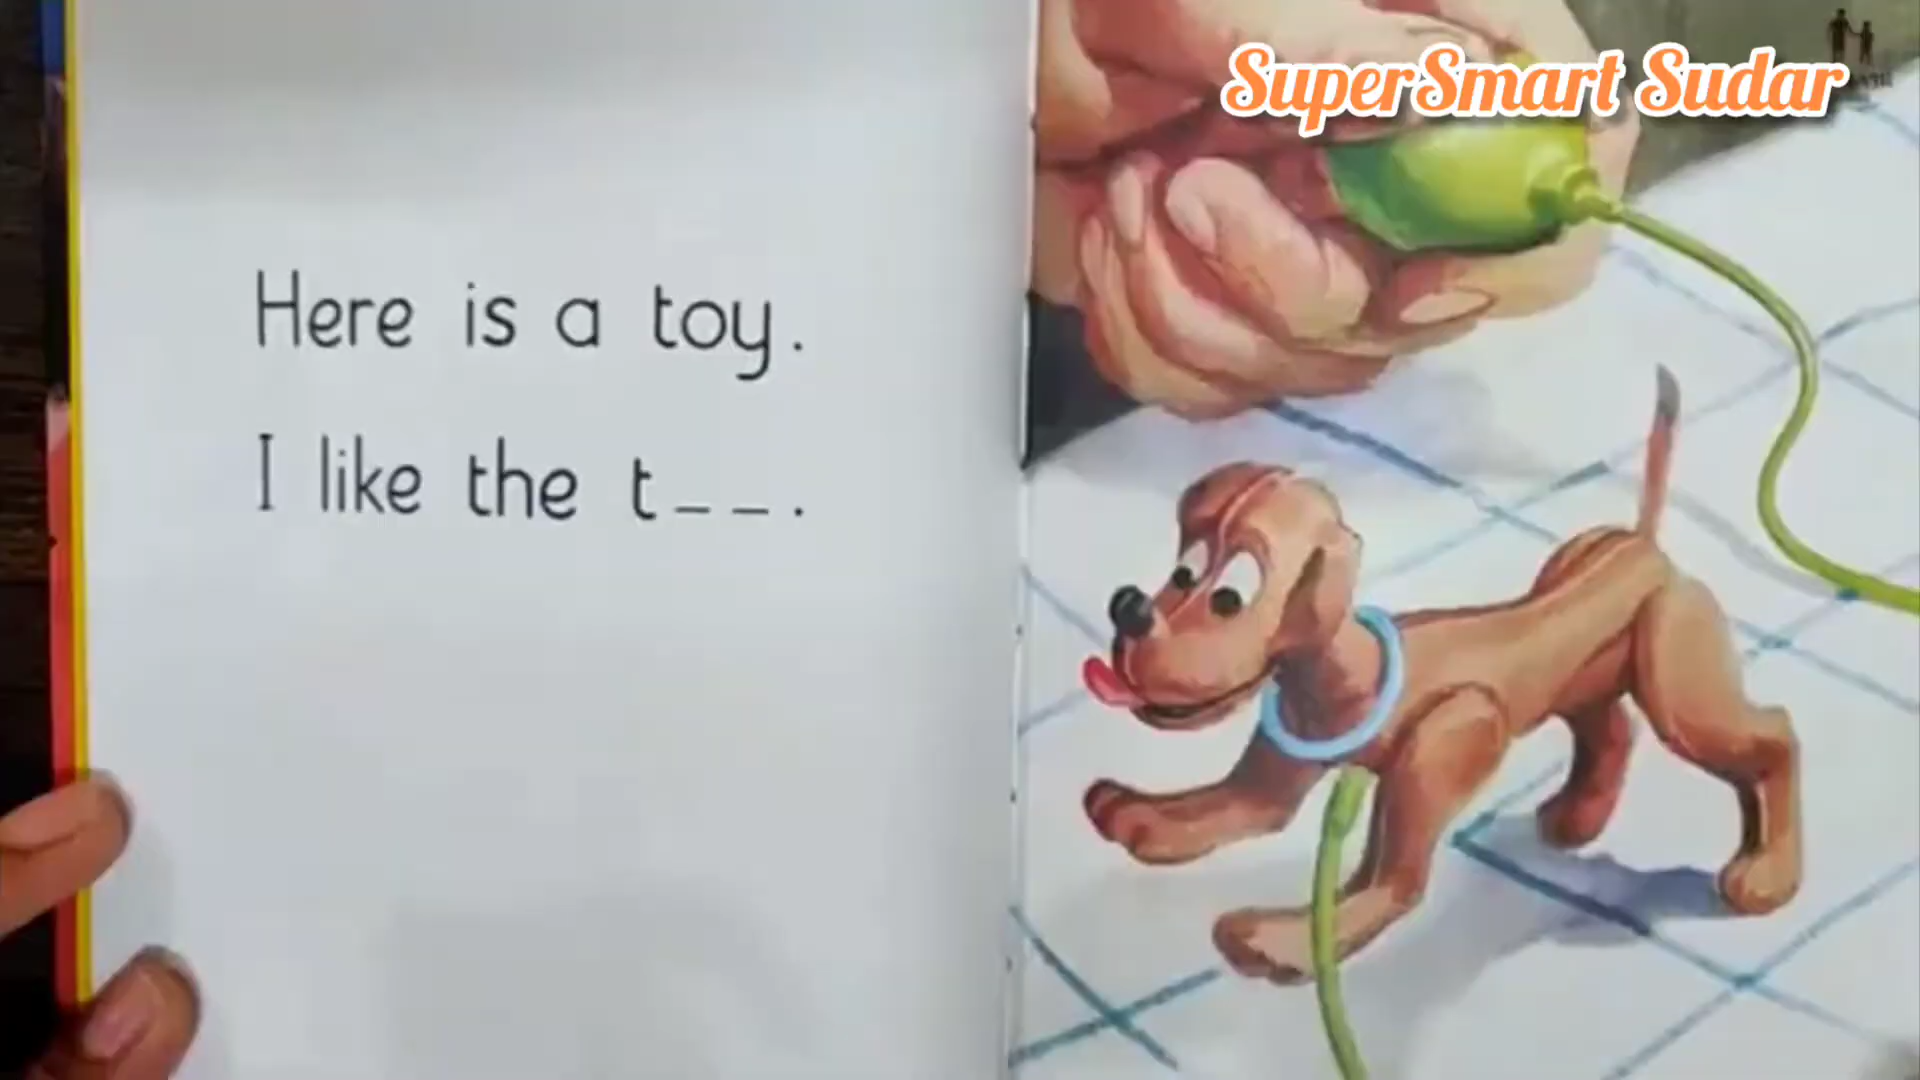 SuperSmart Sudar
Here is a toy.
I like the t _ _ .